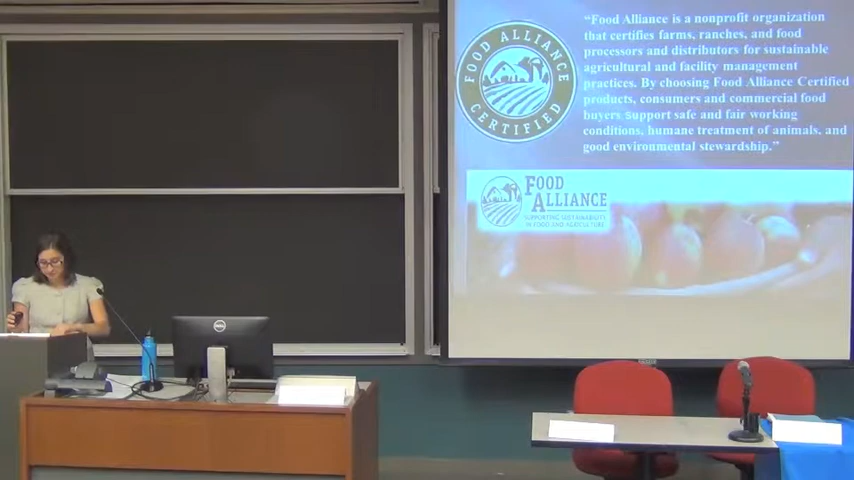 "Food Alliance is a nonprofit organization
that certifies farms, ranches, and food
processors and distributors for sustainable
agricultural and facility management
practices. By choosing Food Alliance Certified
products, consumers and commercial food
buyers support safe and fair working
conditions, humane treatment of animals, and
good environmental stewardship."
FOOD ALLIANCE
CERTIFIED
FOOD
ALLIANCE
SUPPORTING SUSTAINABILITY
IN FOOD AND AGRICULTURE
DELL